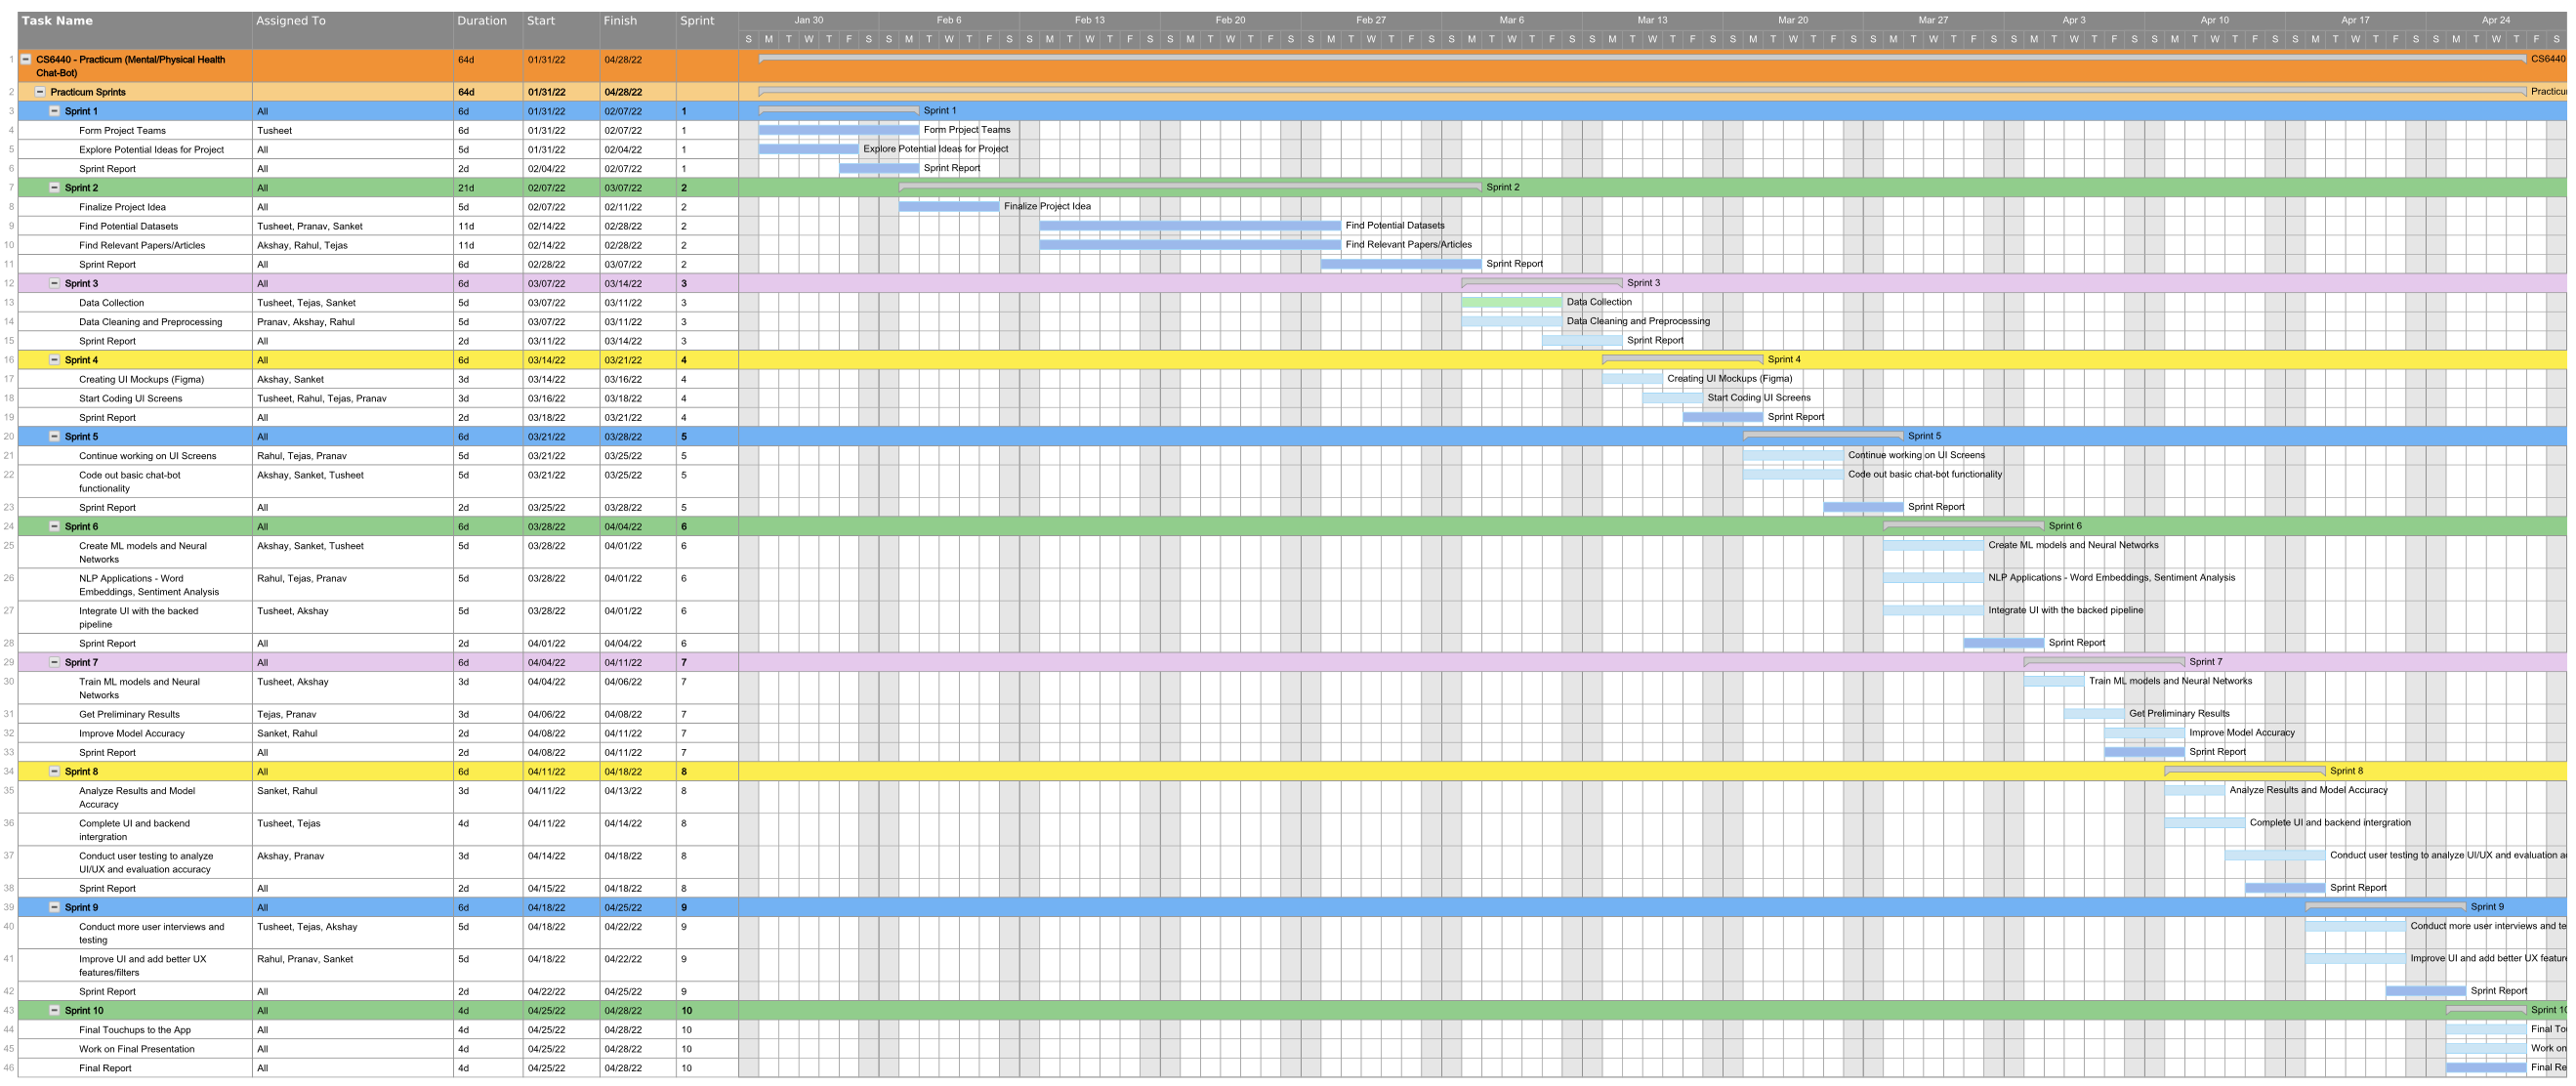 Task Name Assigned To Duration Start Finish Sprint Jan 30 Feb 6 Feb 13 Feb 20 Feb 27 Mar 6 Mar 13 Mar 20 Mar 27 Apr 3 Apr 10 Apr 17 Apr 24
S M T W T F S S M T W T F S S M T W T F S S M T W T F S S M T W T F S S M T W T F S S M T W T F S S M T W T F S S M T W T F S S M T W T F S S M T W T F S S M T W T F S S M T W T F S
1 CS6440 - Practicum (Mental/Physical Health 64d 01/31/22 04/28/22 CS6440
Chat-Bot)
2 Practicum Sprints 64d 01/31/22 04/28/22
3 Sprint 1 All 6d 01/31/22 02/07/22 1 Sprint 1
4 Form Project Teams Tusheet 6d 01/31/22 02/07/22 1 Form Project Teams
5 Explore Potential Ideas for Project All 5d 01/31/22 02/04/22 1 Explore Potential Ideas for Project
6 Sprint Report All 2d 02/04/22 02/07/22 1 Sprint Report
7 Sprint 2 All 21d 02/07/22 03/07/22 2 Sprint 2
8 Finalize Project Idea All 5d 02/07/22 02/11/22 2 Finalize Project Idea
9 Find Potential Datasets Tusheet, Pranav, Sanket 11d 02/14/22 02/28/22 2 Find Potential Datasets
10 Find Relevant Papers/Articles Akshay, Rahul, Tejas 11d 02/14/22 02/28/22 2 Find Relevant Papers/Articles
11 Sprint Report All 6d 02/28/22 03/07/22 2 Sprint Report
12 Sprint 3 All 6d 03/07/22 03/14/22 3 Sprint 3
13 Data Collection Tusheet, Tejas, Sanket 5d 03/07/22 03/11/22 3 Data Collection
14 Data Cleaning and Preprocessing Pranav, Akshay, Rahul 5d 03/07/22 03/11/22 3 Data Cleaning and Preprocessing
15 Sprint Report All 2d 03/11/22 03/14/22 3 Sprint Report
16 Sprint 4 All 6d 03/14/22 03/21/22 4 Sprint 4
17 Creating UI Mockups (Figma) Akshay, Sanket 3d 03/14/22 03/16/22 4 Creating UI Mockups (Figma)
18 Start Coding UI Screens Tusheet, Rahul, Tejas, Pranav 3d 03/16/22 03/18/22 4 Start Coding UI Screens
19 Sprint Report All 2d 03/18/22 03/21/22 4 Sprint Report
20 Sprint 5 All 6d 03/21/22 03/28/22 5 Sprint 5
21 Continue working on UI Screens Rahul, Tejas, Pranav 5d 03/21/22 03/25/22 5 Continue working on UI Screens
22 Code out basic chat-bot Akshay, Sanket, Tusheet 5d 03/21/22 03/25/22 5 Code out basic chat-bot functionality
functionality
23 Sprint Report All 2d 03/25/22 03/28/22 5 Sprint Report
24 Sprint 6 All 6d 03/28/22 04/04/22 6 Sprint 6
25 Create ML models and Neural Akshay, Sanket, Tusheet 5d 03/28/22 04/01/22 6 Create ML models and Neural Networks
Networks
26 NLP Applications - Word Rahul, Tejas, Pranav 5d 03/28/22 04/01/22 6 NLP Applications - Word Embeddings, Sentiment Analysis
Embeddings, Sentiment Analysis
27 Integrate UI with the backed Tusheet, Akshay 5d 03/28/22 04/01/22 6 Integrate UI with the backed pipeline
pipeline
28 Sprint Report All 2d 04/01/22 04/04/22 6 Sprint Report
29 Sprint 7 All 6d 04/04/22 04/11/22 7 Sprint 7
30 Train ML models and Neural Tusheet, Akshay 3d 04/04/22 04/06/22 7 Train ML models and Neural Networks
Networks
31 Get Preliminary Results Tejas, Pranav 3d 04/06/22 04/08/22 7 Get Preliminary Results
32 Improve Model Accuracy Sanket, Rahul 2d 04/08/22 04/11/22 7 Improve Model Accuracy
33 Sprint Report All 2d 04/08/22 04/11/22 7 Sprint Report
34 Sprint 8 All 6d 04/11/22 04/18/22 8 Sprint 8
35 Analyze Results and Model Sanket, Rahul 3d 04/11/22 04/13/22 8 Analyze Results and Model Accuracy
Accuracy
36 Complete UI and backend Tusheet, Tejas 4d 04/11/22 04/14/22 8 Complete UI and backend intergration
intergration
37 Conduct user testing to analyze Akshay, Pranav 3d 04/14/22 04/18/22 8 Conduct user testing to analyze UI/UX and evaluation
UI/UX and evaluation accuracy
38 Sprint Report All 2d 04/15/22 04/18/22 8 Sprint Report
39 Sprint 9 All 6d 04/18/22 04/25/22 9 Sprint 9
40 Conduct more user interviews and Tusheet, Tejas, Akshay 5d 04/18/22 04/22/22 9 Conduct more user interviews and te
testing
41 Improve UI and add better UX Rahul, Pranav, Sanket 5d 04/18/22 04/22/22 9 Improve UI and add better UX feature
features/filters
42 Sprint Report All 2d 04/22/22 04/25/22 9 Sprint Report
43 Sprint 10 All 4d 04/25/22 04/28/22 10 Sprint 10
44 Final Touchups to the App All 4d 04/25/22 04/28/22 10 Final To
45 Work on Final Presentation All 4d 04/25/22 04/28/22 10 Work on
46 Final Report All 4d 04/25/22 04/28/22 10 Final Re